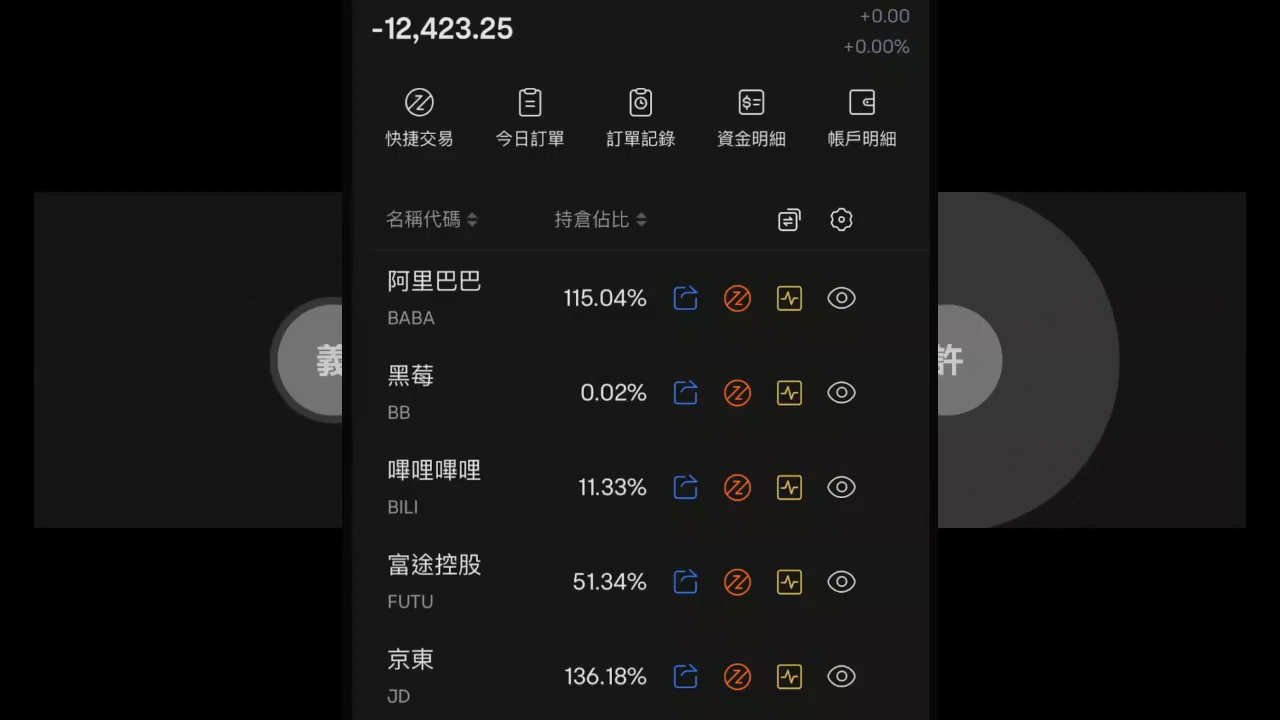 -12,423.25
+0.00
+0.00%
快捷交易 今日訂單 訂單記錄 資金明細 帳戶明細
名稱代碼 持倉佔比
阿里巴巴 115.04%
BABA
黑莓 0.02%
BB
義 許
嗶哩嗶哩 11.33%
BILI
富途控股 51.34%
FUTU
京東 136.18%
JD